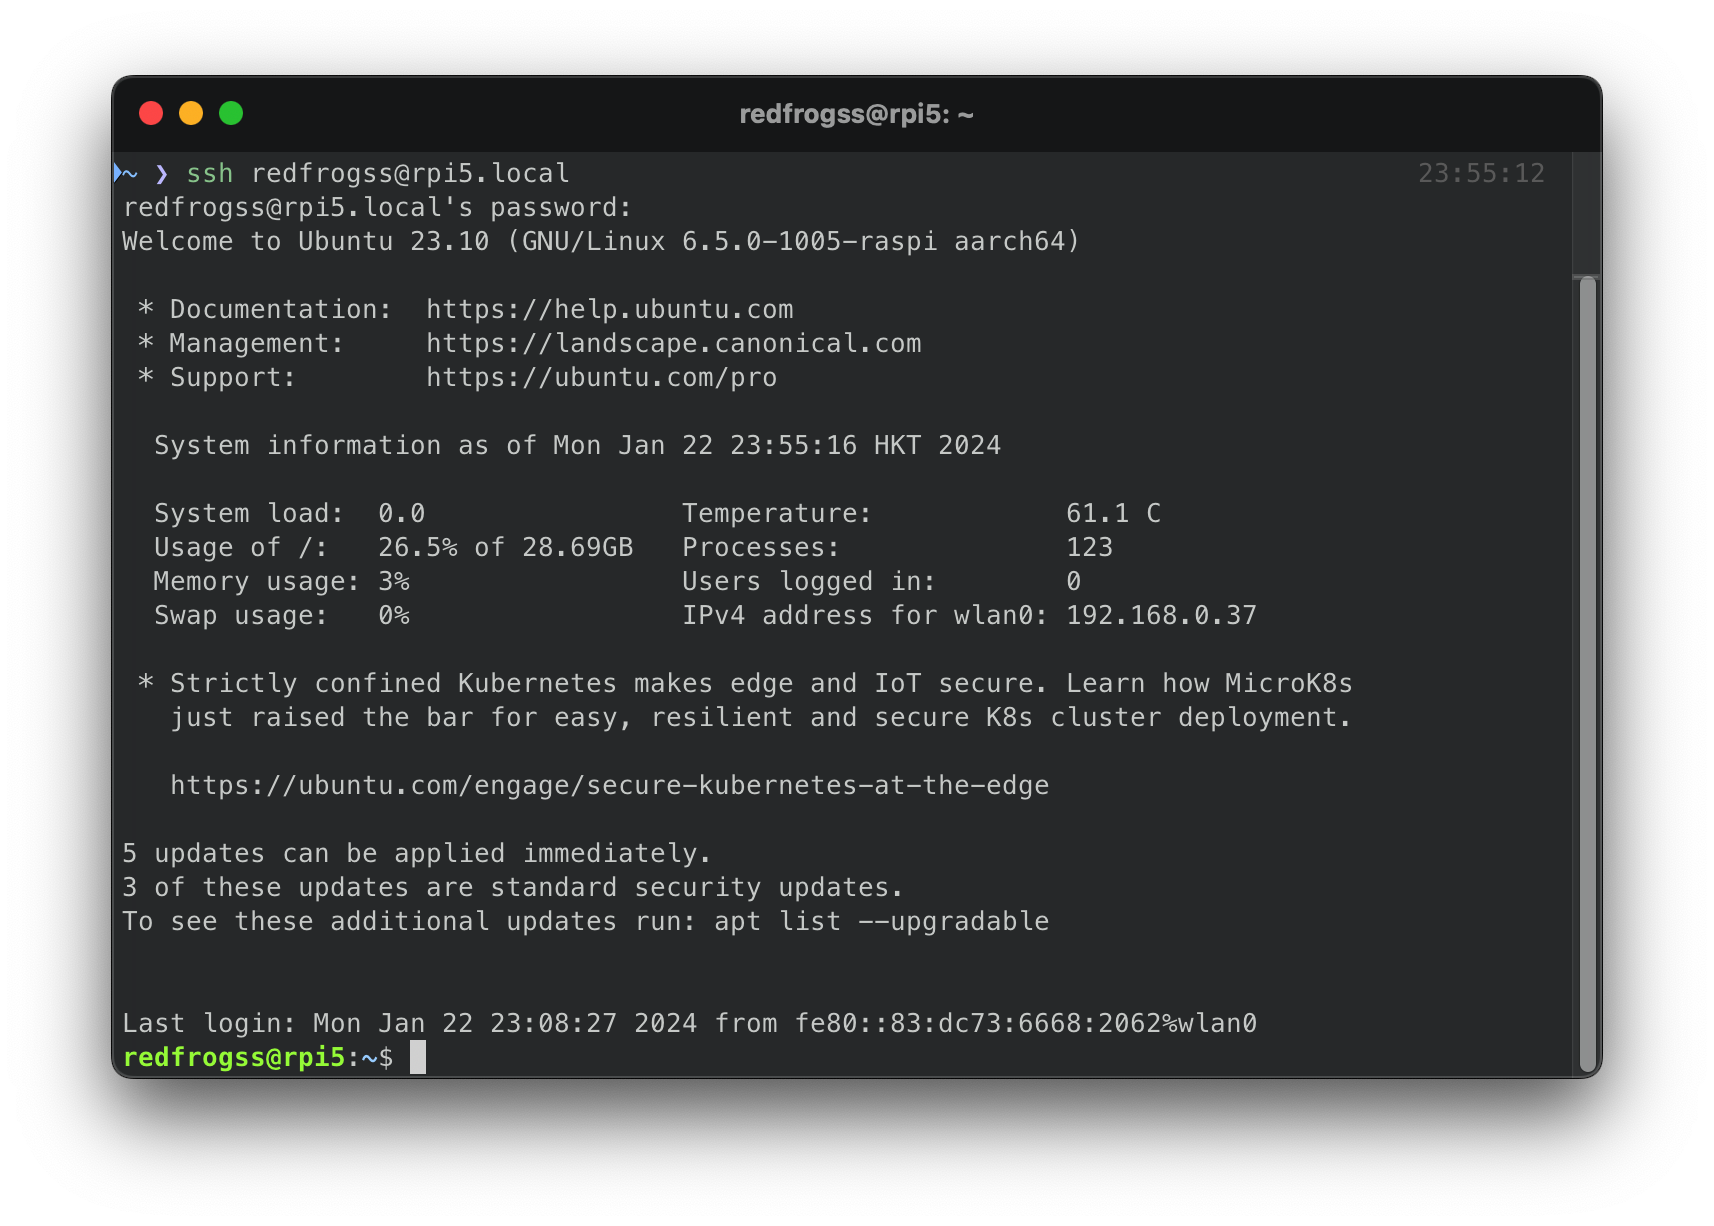 redfrogss@rpi5: ~
~ ❯ ssh redfrogss@rpi5.local 23:55:12
redfrogss@rpi5.local's password:
Welcome to Ubuntu 23.10 (GNU/Linux 6.5.0-1005-raspi aarch64)
* Documentation:  https://help.ubuntu.com
* Management:     https://landscape.canonical.com
* Support:        https://ubuntu.com/pro
System information as of Mon Jan 22 23:55:16 HKT 2024
System load:  0.0                Temperature:            61.1 C
Usage of /:   26.5% of 28.69GB   Processes:              123
Memory usage: 3%                 Users logged in:        0
Swap usage:   0%                 IPv4 address for wlan0: 192.168.0.37
* Strictly confined Kubernetes makes edge and IoT secure. Learn how MicroK8s
just raised the bar for easy, resilient and secure K8s cluster deployment.
https://ubuntu.com/engage/secure-kubernetes-at-the-edge
5 updates can be applied immediately.
3 of these updates are standard security updates.
To see these additional updates run: apt list --upgradable
Last login: Mon Jan 22 23:08:27 2024 from fe80::83:dc73:6668:2062%wlan0
redfrogss@rpi5:~$